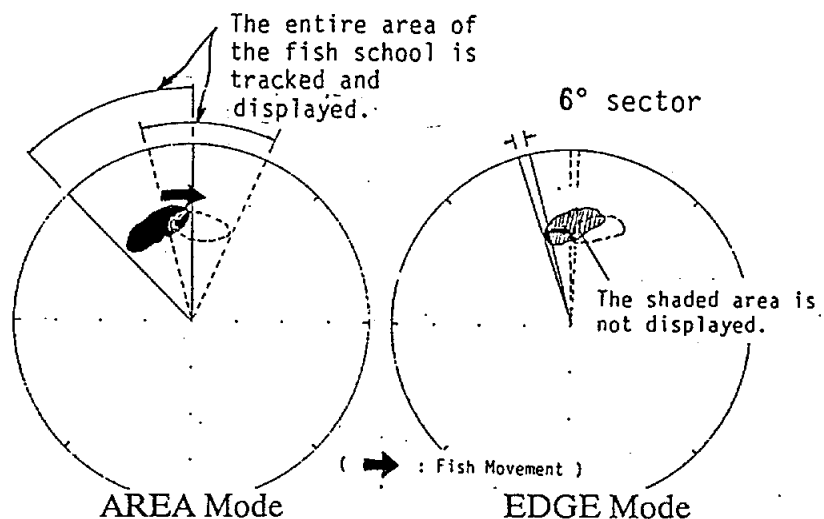 The entire area of
the fish school is
tracked and
displayed.
6° sector
The shaded area is
not displayed.
( : Fish Movement )
AREA Mode
EDGE Mode